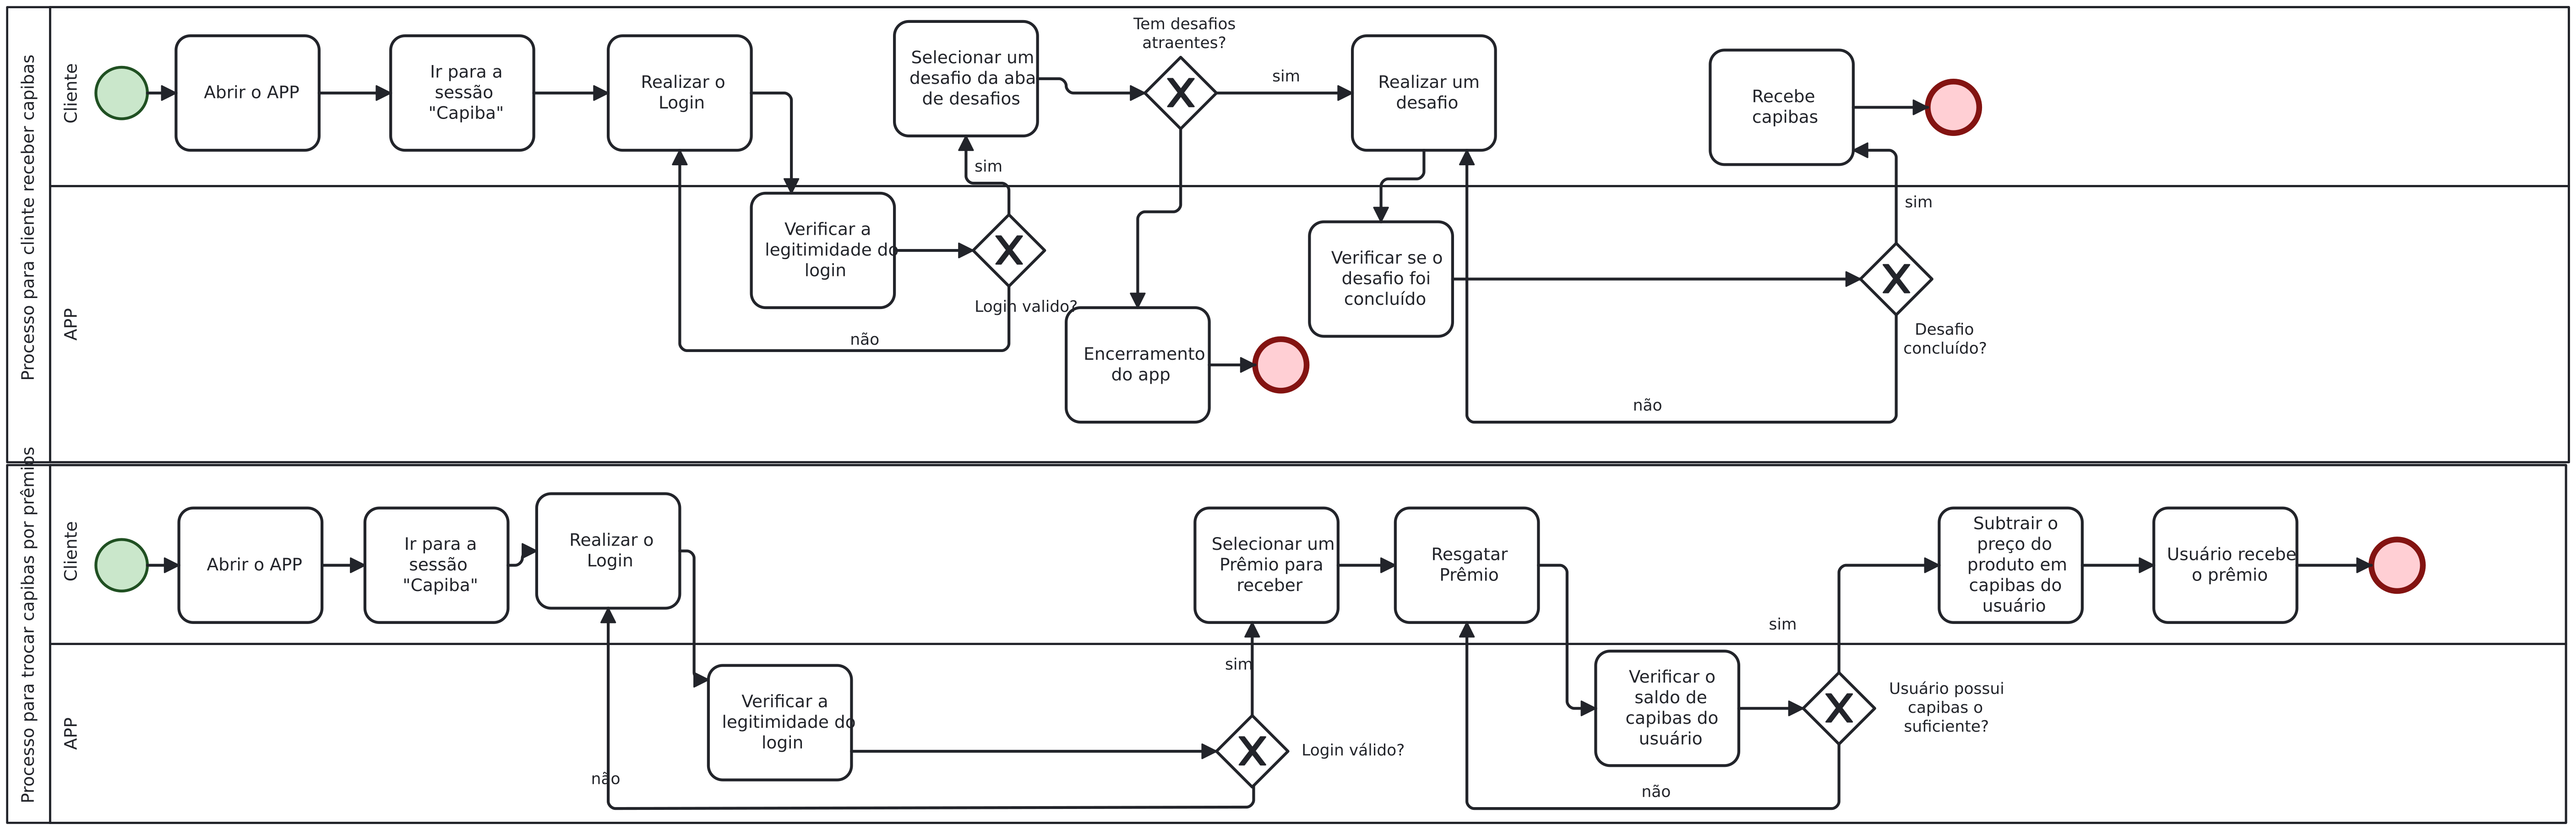 Processo para cliente receber capibas
Cliente
Abrir o APP
Ir para a
sessão
"Capiba"
Realizar o
Login
Selecionar um
desafio da aba
de desafios
Tem desafios
atraentes?
sim
Realizar um
desafio
Recebe
capibas
APP
Verificar a
legitimidade do
login
sim
Login valido?
não
Encerramento
do app
Verificar se o
desafio foi
concluído
sim
Desafio
concluído?
não
Processo para trocar capibas por prêmios
Cliente
Abrir o APP
Ir para a
sessão
"Capiba"
Realizar o
Login
Selecionar um
Prêmio para
receber
Resgatar
Prêmio
sim
Subtrair o
preço do
produto em
capibas do
usuário
Usuário recebe
o prêmio
APP
Verificar a
legitimidade do
login
não
sim
Login válido?
Verificar o
saldo de
capibas do
usuário
Usuário possui
capibas o
suficiente?
não